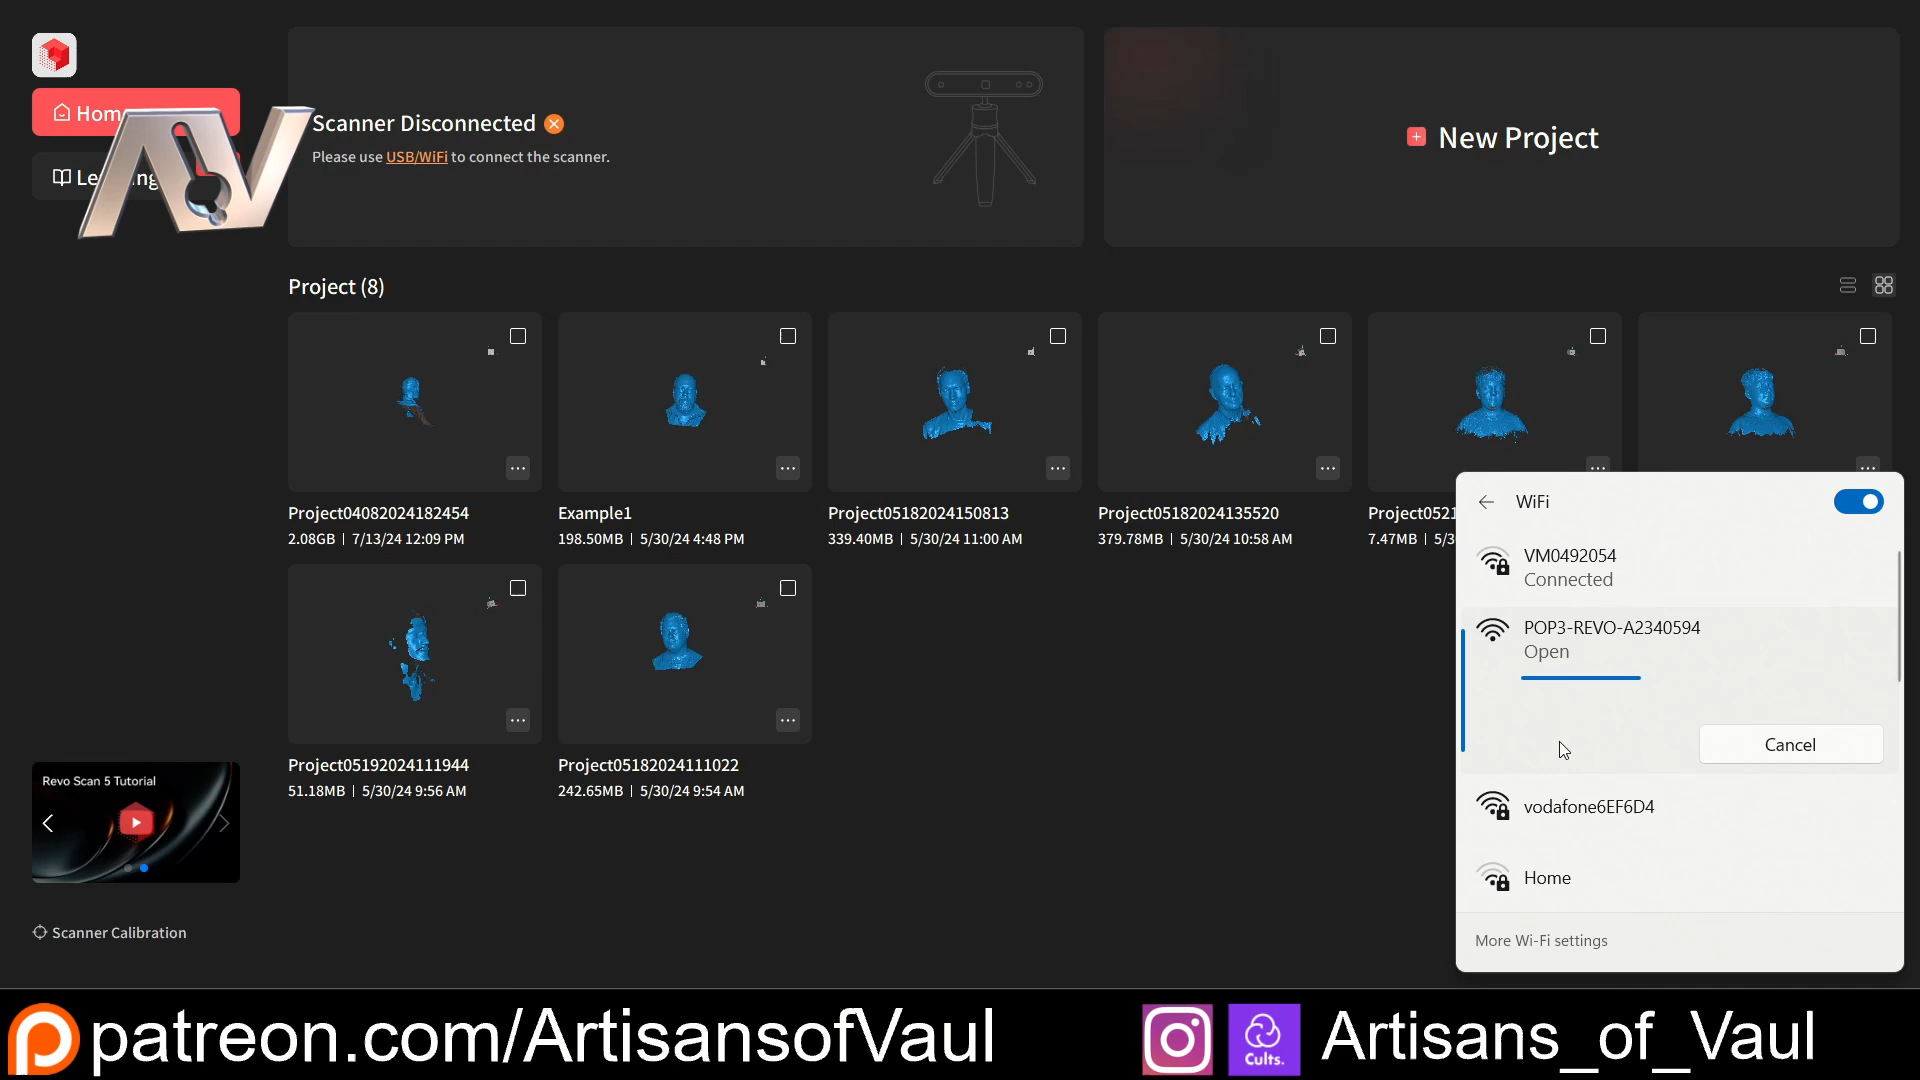 Home
Scanner Disconnected
Please use USB/WiFi to connect the scanner.
New Project
Project (8)
Project04082024182454
2.08GB | 7/13/24 12:09 PM
Example1
198.50MB | 5/30/24 4:48 PM
Project05182024150813
339.40MB | 5/30/24 11:00 AM
Project05182024135520
379.78MB | 5/30/24 10:58 AM
Project0521
7.47MB | 5/3
Project05192024111944
51.18MB | 5/30/24 9:56 AM
Project05182024111022
242.65MB | 5/30/24 9:54 AM
WiFi
VM0492054
Connected
POP3-REVO-A2340594
Open
Cancel
vodafone6EF6D4
Home
More Wi-Fi settings
Revo Scan 5 Tutorial
Scanner Calibration
patreon.com/ArtisansofVaul
Cults.
Artisans_of_Vaul